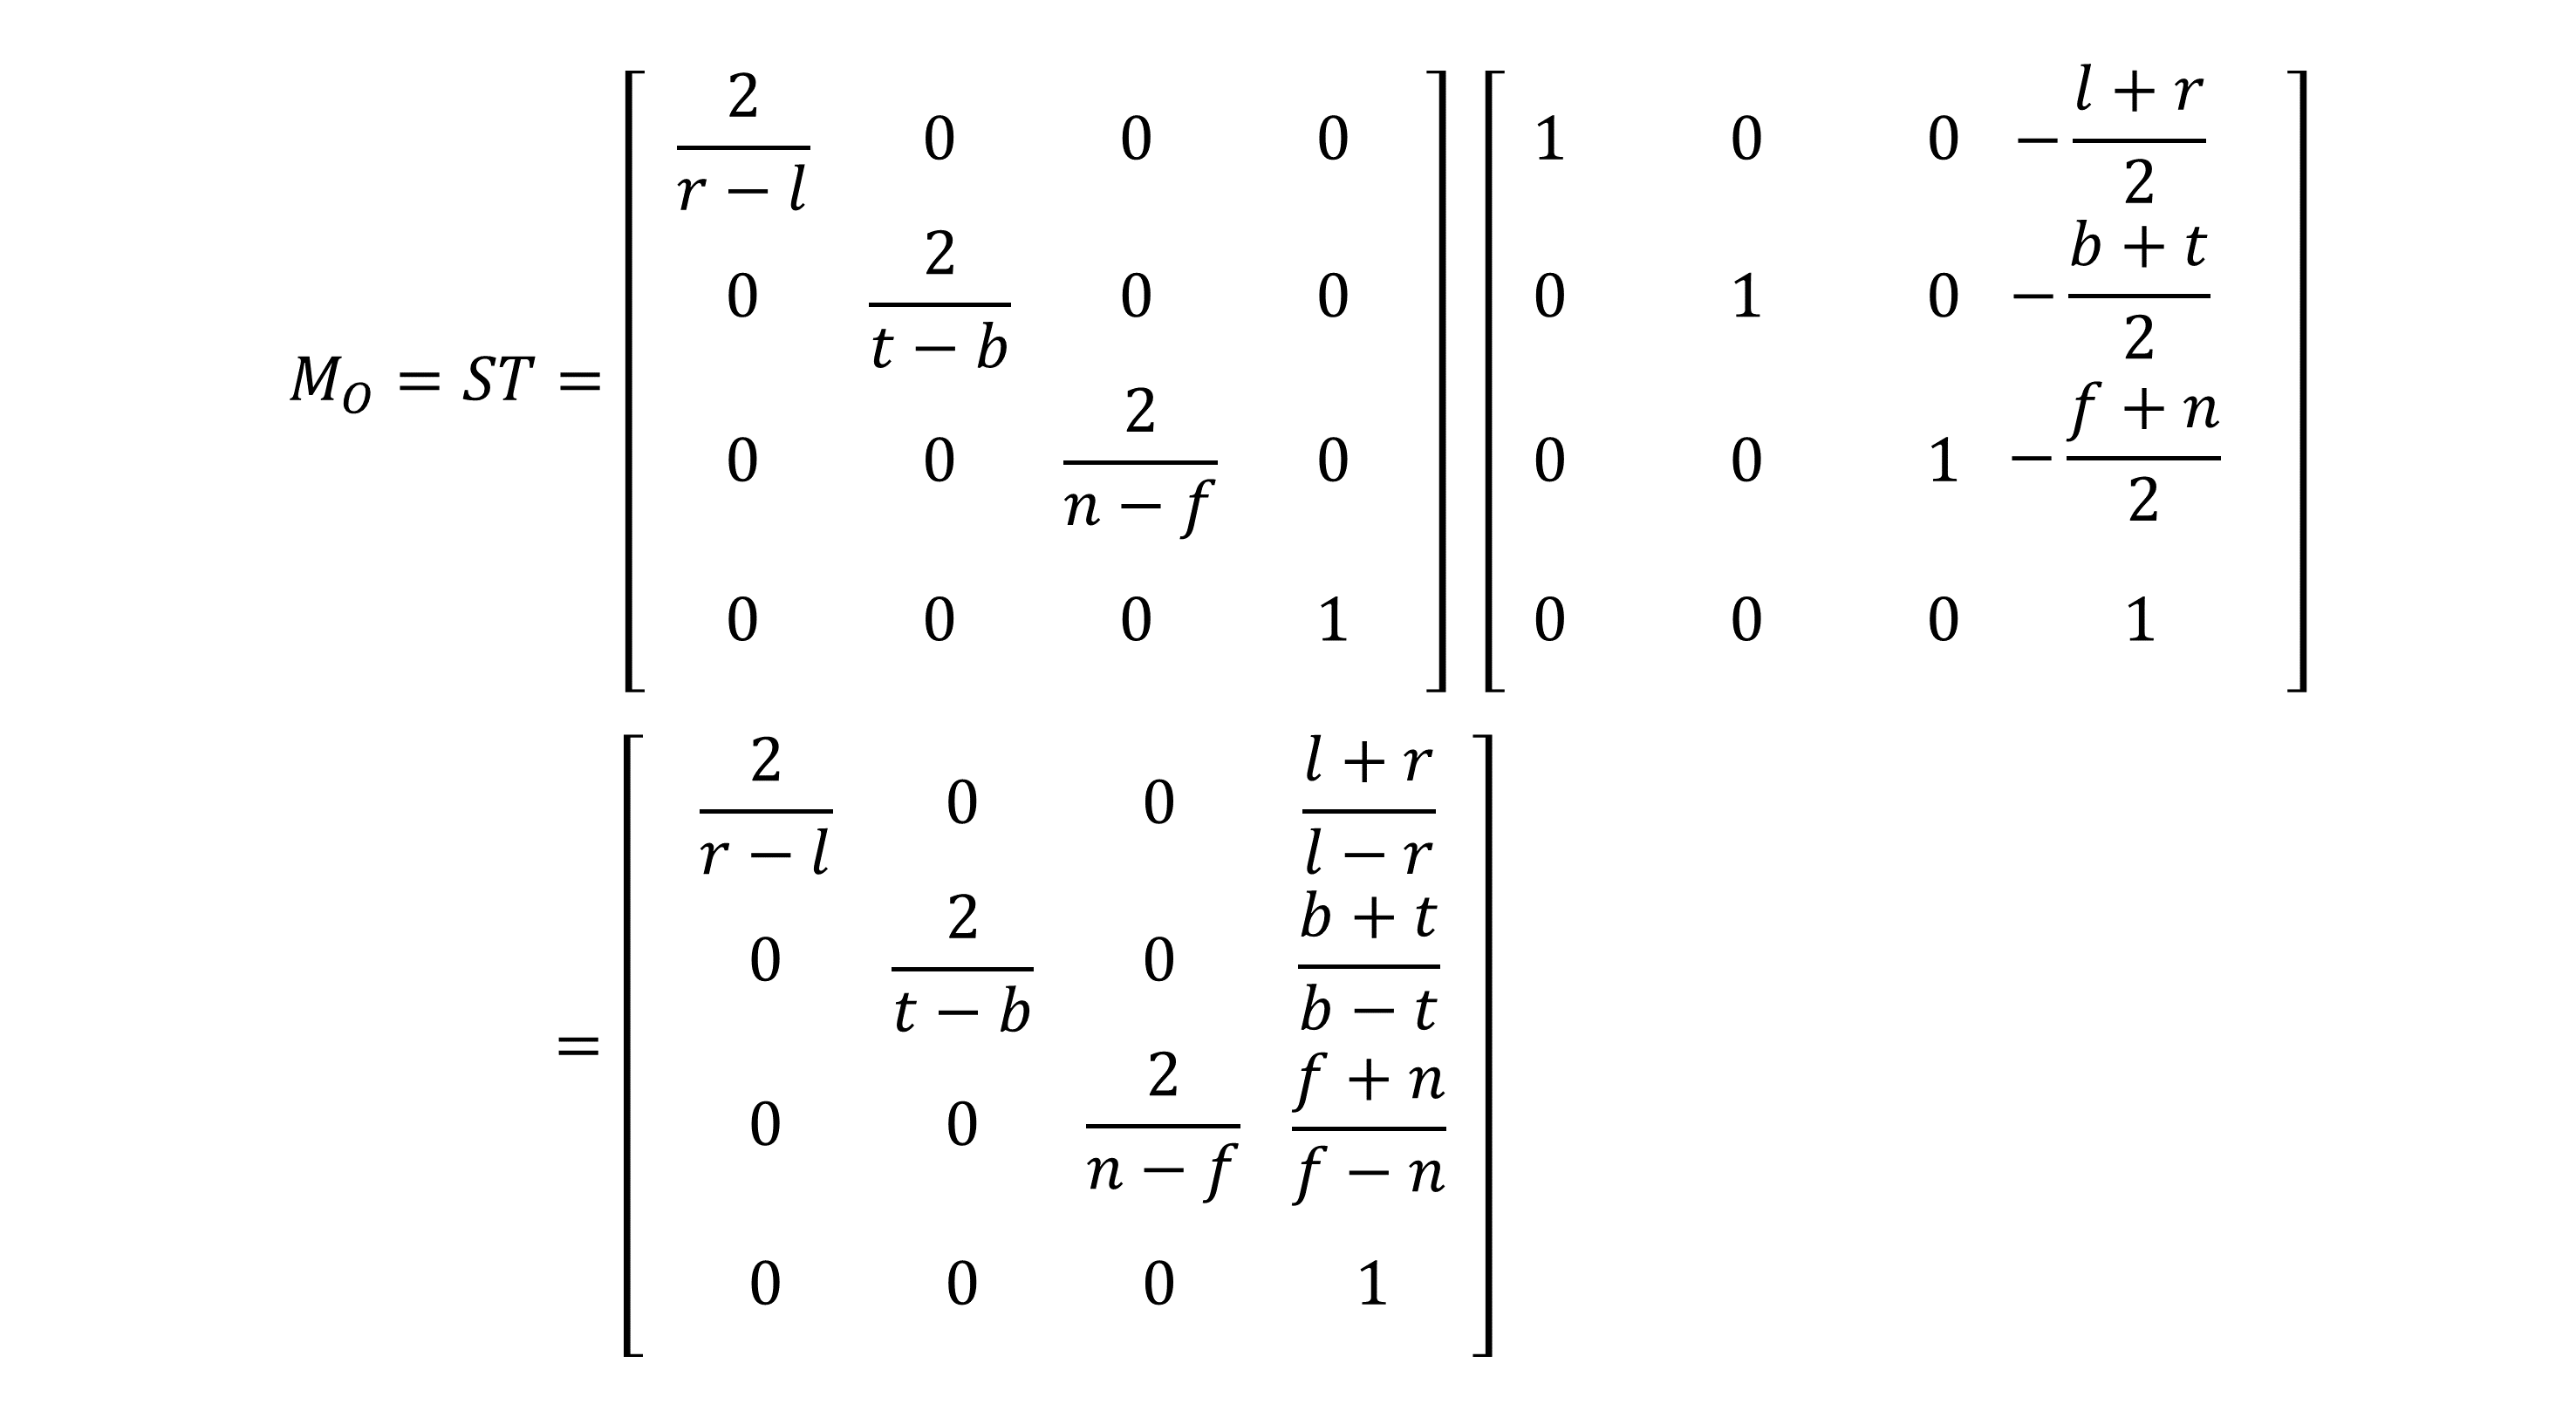 $$M_O = ST = \begin{bmatrix} \frac{2}{r-l} & 0 & 0 & 0 \\ 0 & \frac{2}{t-b} & 0 & 0 \\ 0 & 0 & \frac{2}{n-f} & 0 \\ 0 & 0 & 0 & 1 \end{bmatrix} \begin{bmatrix} 1 & 0 & 0 & -\frac{l+r}{2} \\ 0 & 1 & 0 & -\frac{b+t}{2} \\ 0 & 0 & 1 & -\frac{f+n}{2} \\ 0 & 0 & 0 & 1 \end{bmatrix}$$
$$= \begin{bmatrix} \frac{2}{r-l} & 0 & 0 & \frac{l+r}{l-r} \\ 0 & \frac{2}{t-b} & 0 & \frac{b+t}{b-t} \\ 0 & 0 & \frac{2}{n-f} & \frac{f+n}{f-n} \\ 0 & 0 & 0 & 1 \end{bmatrix}$$